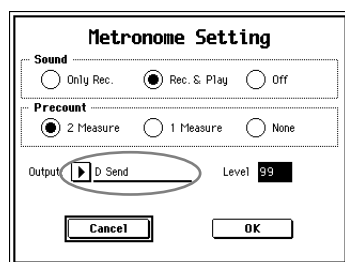 Metronome Setting
Sound
Only Rec. Rec. & Play Off
Precount
2 Measure 1 Measure None
Output D Send Level 99
Cancel OK